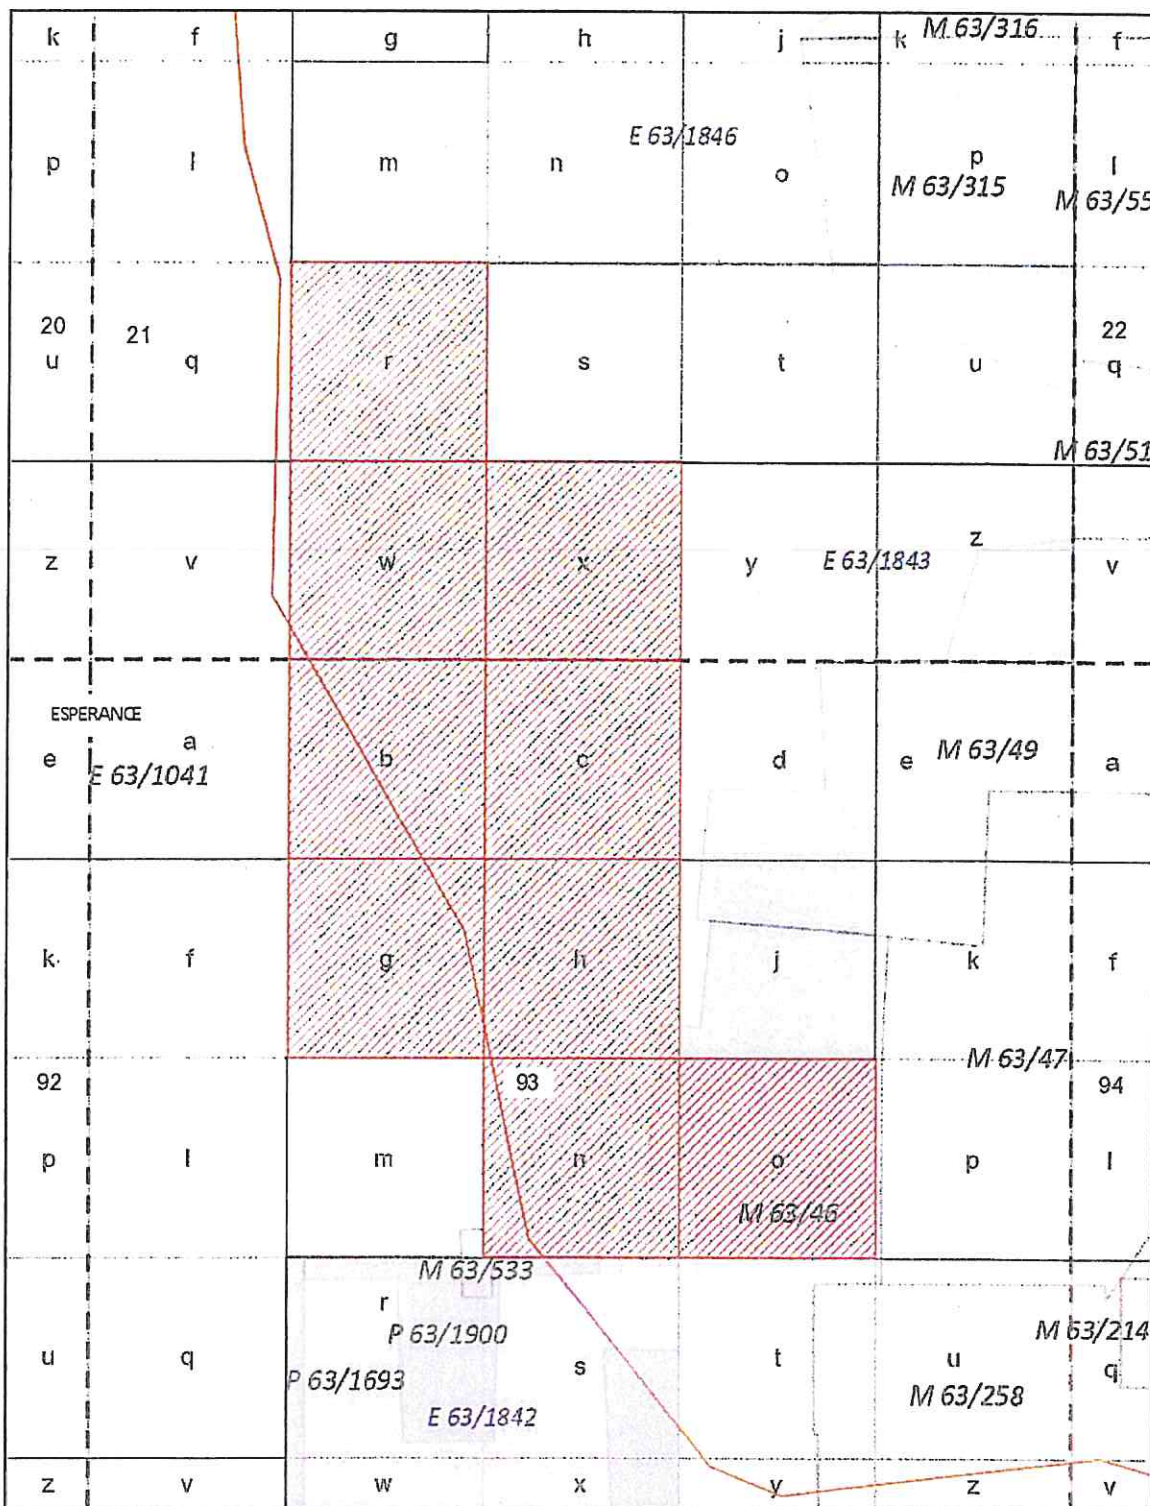 k f g h j k M 63/316 f
E 63/1846
p l m n o p l
M 63/315 M 63/55
20 21 22
u q r s t u q
M 63/51
z v w x y E 63/1843 z v
ESPERANCE
e a b c d e M 63/49 a
E 63/1041
k f g h j k f
M 63/47
92 93 94
p l m n o p l
M 63/46
M 63/533
r
P 63/1900 M 63/214
u q s t u q
P 63/1693 M 63/258
E 63/1842
z v w x y z v